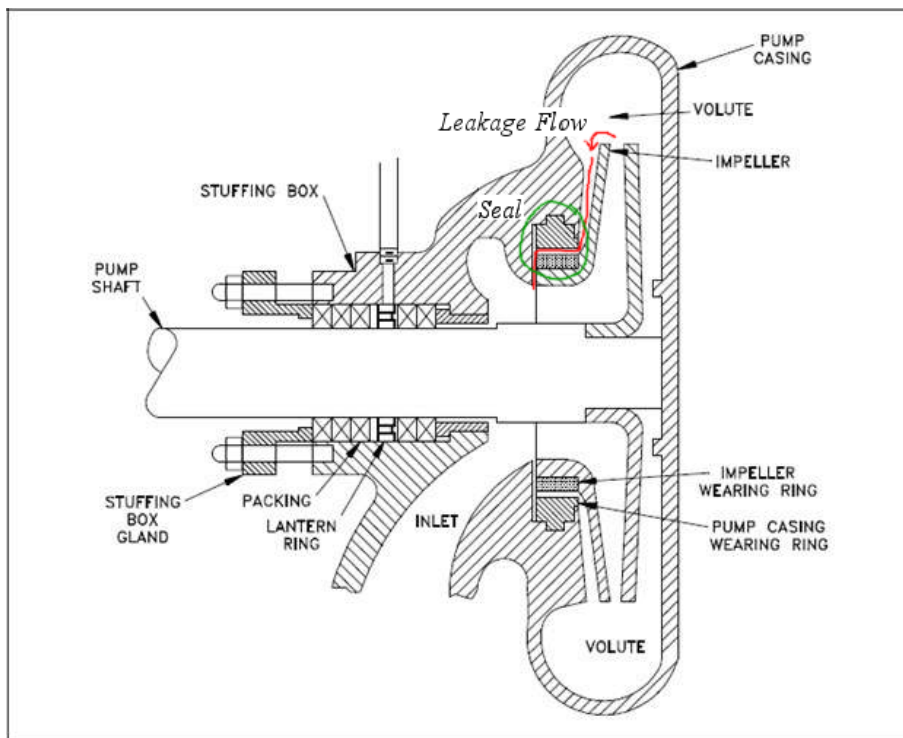 PUMP
CASING
VOLUTE
Leakage Flow
IMPELLER
STUFFING BOX
Seal
PUMP
SHAFT
IMPELLER
WEARING RING
STUFFING
BOX
GLAND
PACKING
LANTERN
RING
INLET
PUMP CASING
WEARING RING
VOLUTE